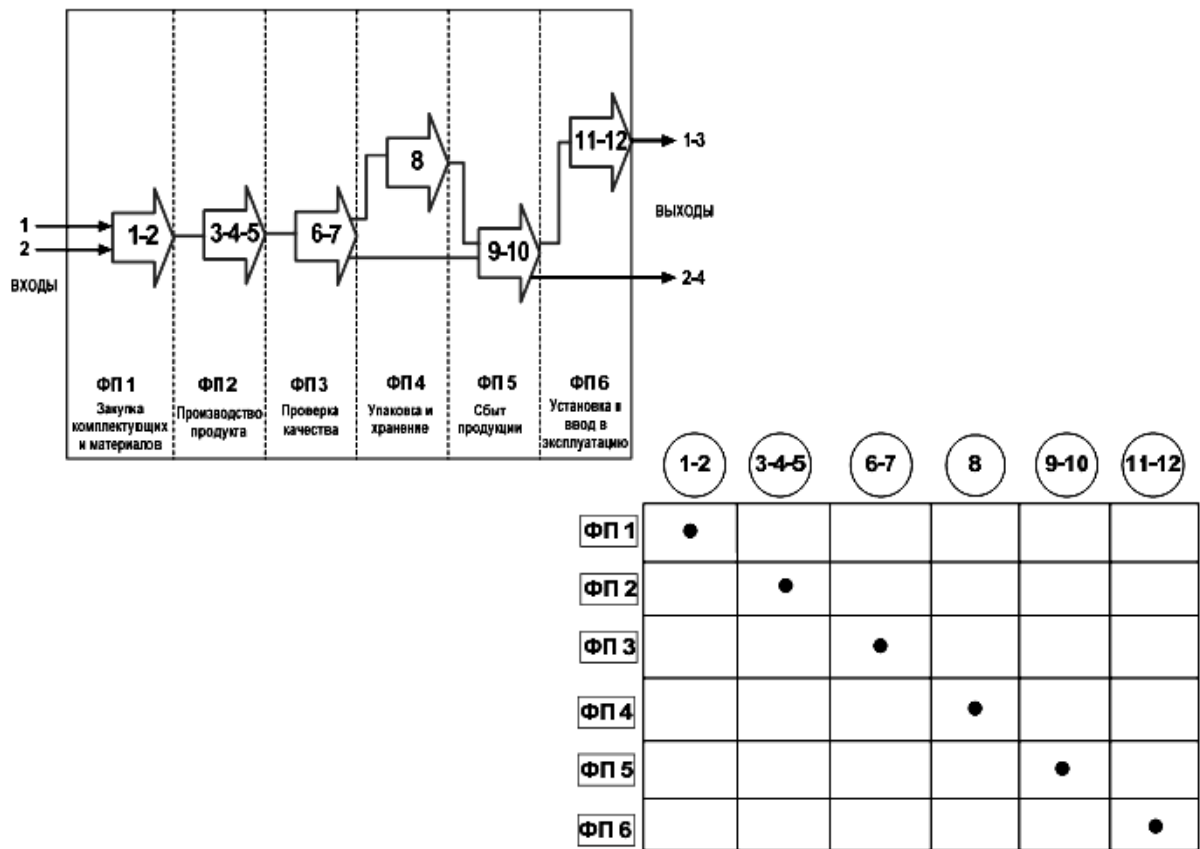 11-12
1-3
8
1
2
1-2
3-4-5
6-7
9-10
ВЫХОДЫ
2-4
ВХОДЫ
ФП 1
Закупка
комплектующих
и материалов
ФП 2
Производство
продукта
ФП 3
Проверка
качества
ФП 4
Упаковка и
хранение
ФП 5
Сбыт
продукции
ФП 6
Установка и
ввод в
эксплуатацию
1-2
3-4-5
6-7
8
9-10
11-12
ФП 1
ФП 2
ФП 3
ФП 4
ФП 5
ФП 6